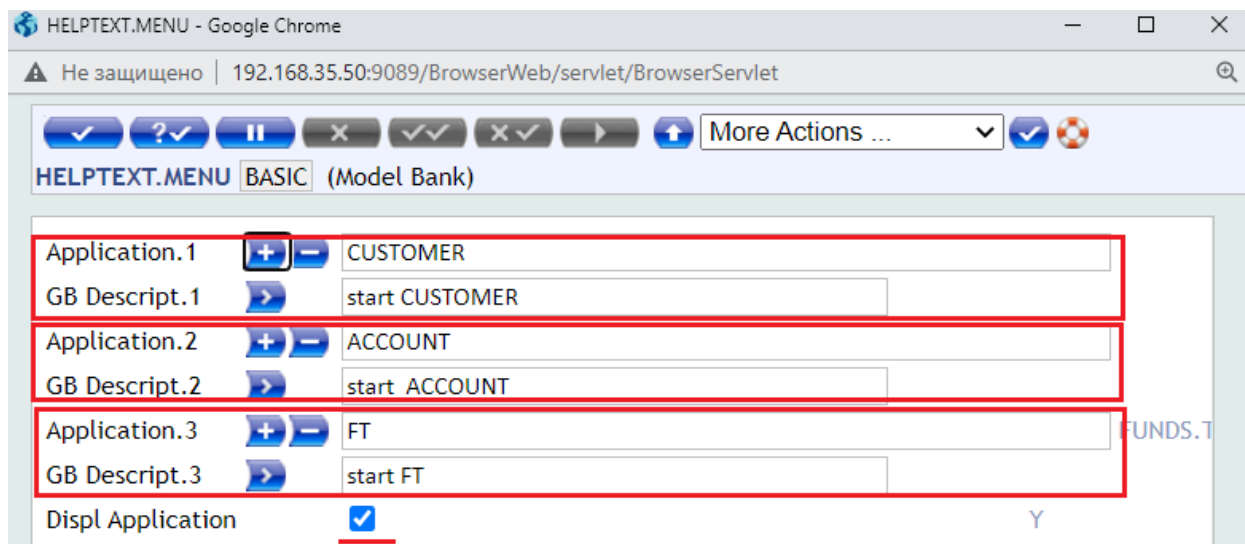 HELPTEXT.MENU - Google Chrome
Не защищено | 192.168.35.50:9089/BrowserWeb/servlet/BrowserServlet
More Actions ...
HELPTEXT.MENU BASIC (Model Bank)
Application.1 CUSTOMER
GB Descript.1 start CUSTOMER
Application.2 ACCOUNT
GB Descript.2 start ACCOUNT
Application.3 FT FUNDS.T
GB Descript.3 start FT
Displ Application Y